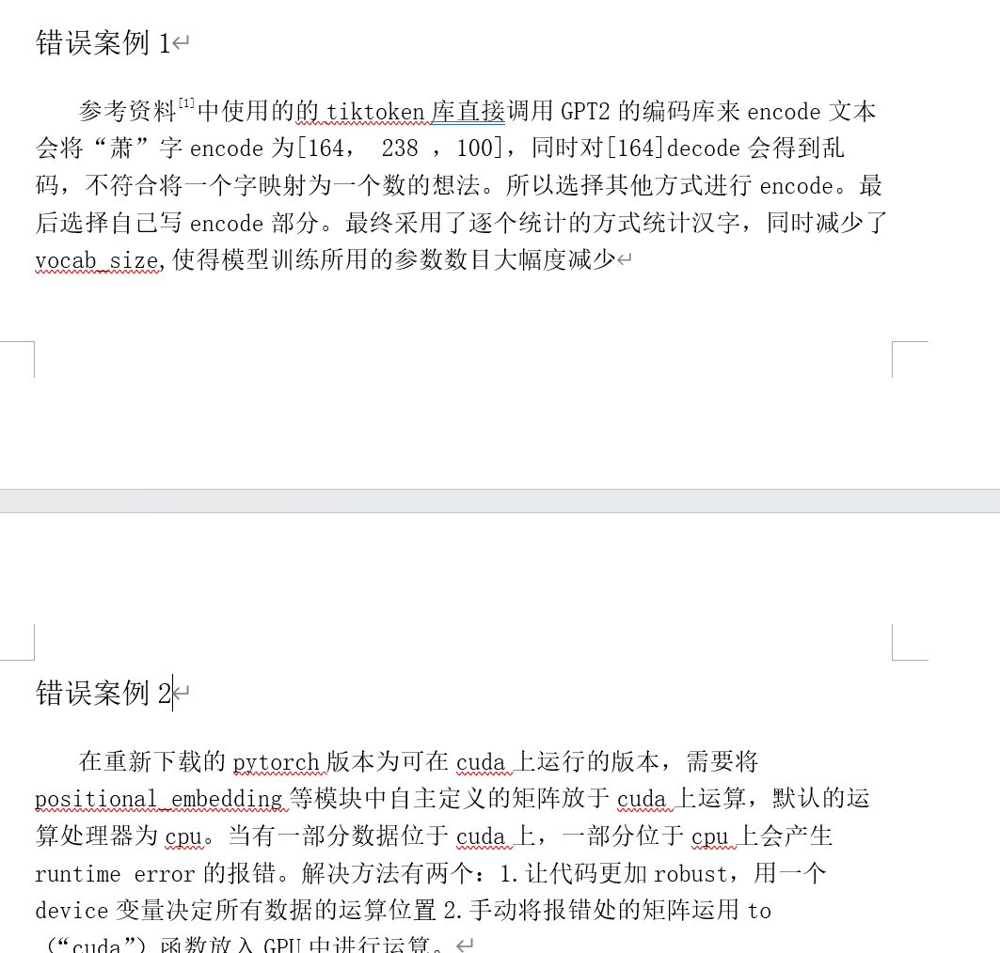 错误案例 1
参考资料[1]中使用的的 tiktoken 库直接调用 GPT2 的编码库来 encode 文本
会将“萧”字 encode 为[164， 238 ，100]，同时对[164]decode 会得到乱
码，不符合将一个字映射为一个数的想法。所以选择其他方式进行 encode。最
后选择自己写 encode 部分。最终采用了逐个统计的方式统计汉字，同时减少了
vocab_size,使得模型训练所用的参数数目大幅度减少
错误案例 2
在重新下载的 pytorch 版本为可在 cuda 上运行的版本，需要将
positional_embedding 等模块中自主定义的矩阵放于 cuda 上运算，默认的运
算处理器为 cpu。当有一部分数据位于 cuda 上，一部分位于 cpu 上会产生
runtime error 的报错。解决方法有两个：1.让代码更加 robust，用一个
device 变量决定所有数据的运算位置 2.手动将报错处的矩阵运用 to
（“cuda”）函数放入 GPU 中进行运算。